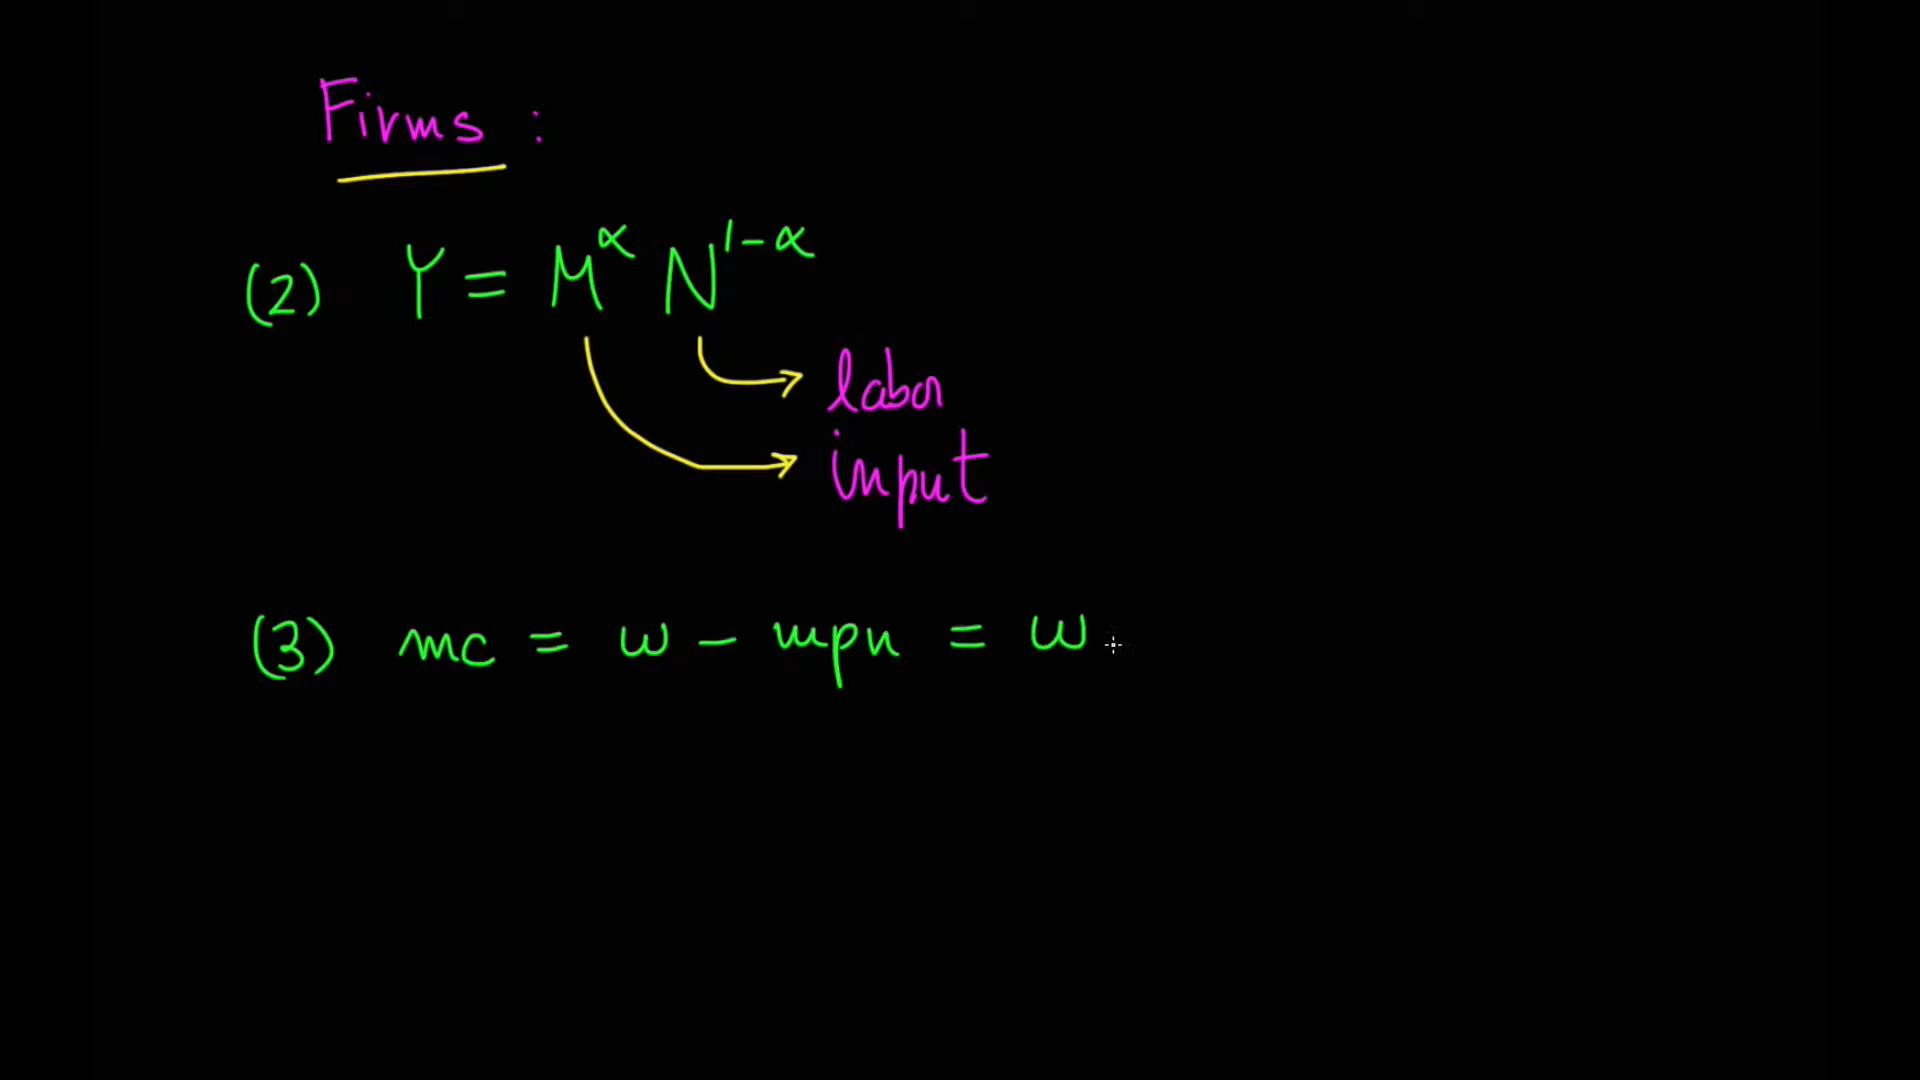 Firms :
(2) Y = M^α N^1-α
labor
input
(3) mc = w - mpn = w